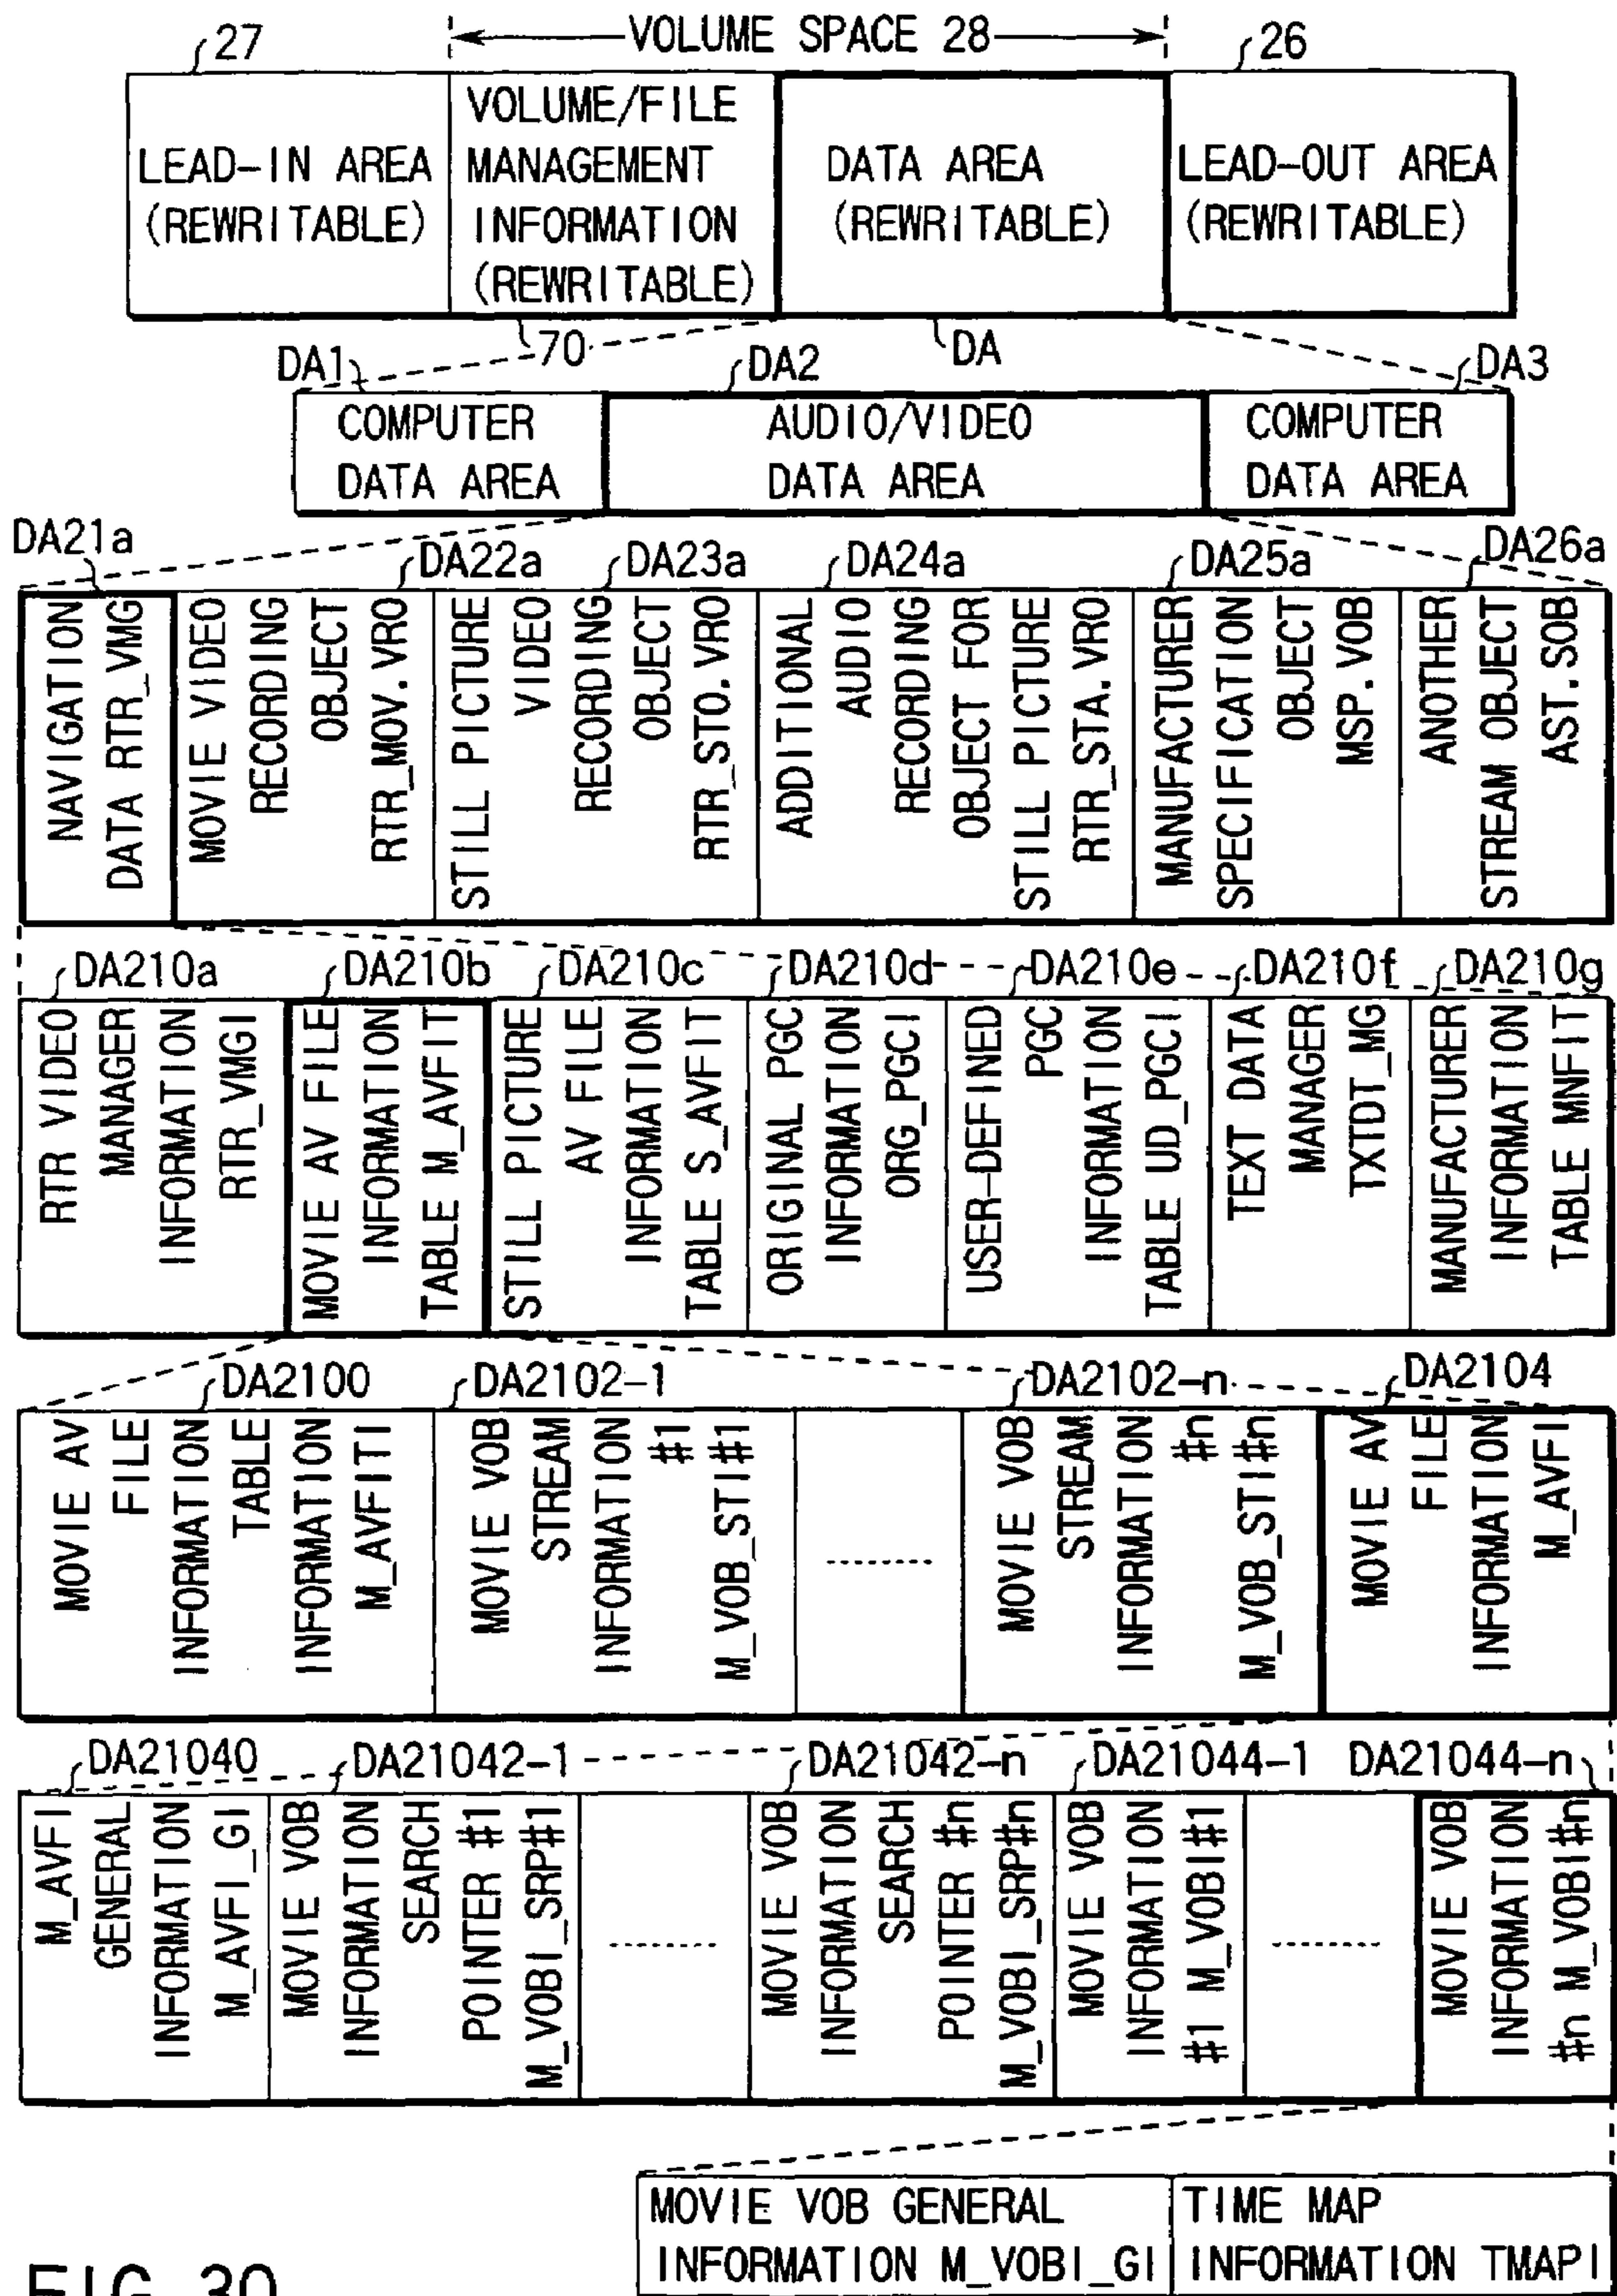 VOLUME SPACE 28
27
26
LEAD-IN AREA
(REWRITABLE)
VOLUME/FILE
MANAGEMENT
INFORMATION
(REWRITABLE)
DATA AREA
(REWRITABLE)
LEAD-OUT AREA
(REWRITABLE)
70
DA
DA1
DA2
DA3
COMPUTER
DATA AREA
AUDIO/VIDEO
DATA AREA
COMPUTER
DATA AREA
DA21a
DA22a
DA23a
DA24a
DA25a
DA26a
NAVIGATION
DATA RTR_VMG
MOVIE VIDEO
RECORDING
OBJECT
RTR_MOV.VRO
STILL PICTURE
VIDEO
RECORDING
OBJECT
RTR_STO.VRO
ADDITIONAL
AUDIO
RECORDING
OBJECT FOR
STILL PICTURE
RTR_STA.VRO
MANUFACTURER
SPECIFICATION
OBJECT
MSP.VOB
ANOTHER
STREAM OBJECT
AST.SOB
DA210a
DA210b
DA210c
DA210d
DA210e
DA210f
DA210g
RTR VIDEO
MANAGER
INFORMATION
RTR_VMGI
MOVIE AV FILE
INFORMATION
TABLE M_AVFIT
STILL PICTURE
AV FILE
INFORMATION
TABLE S_AVFIT
ORIGINAL PGC
INFORMATION
ORG_PGCI
USER-DEFINED
PGC
INFORMATION
TABLE UD_PGCI
TEXT DATA
MANAGER
TXTDT_MG
MANUFACTURER
INFORMATION
TABLE MNFIT
DA2100
DA2102-1
DA2102-n
DA2104
MOVIE AV
FILE
INFORMATION
TABLE
INFORMATION
M_AVFITI
MOVIE VOB
STREAM
INFORMATION
#1
M_VOB_STI#1
MOVIE VOB
STREAM
INFORMATION
#n
M_VOB_STI#n
MOVIE AV
FILE
INFORMATION
M_AVFI
DA21040
DA21042-1
DA21042-n
DA21044-1
DA21044-n
M_AVFI
GENERAL
INFORMATION
M_AVFI_GI
MOVIE VOB
INFORMATION
SEARCH
POINTER #1
M_VOBI_SRP#1
MOVIE VOB
INFORMATION
SEARCH
POINTER #n
M_VOBI_SRP#n
MOVIE VOB
INFORMATION
#1 M_VOBI#1
MOVIE VOB
INFORMATION
#n M_VOBI#n
MOVIE VOB GENERAL
INFORMATION M_VOBI_GI
TIME MAP
INFORMATION TMAPI
FIG. 30